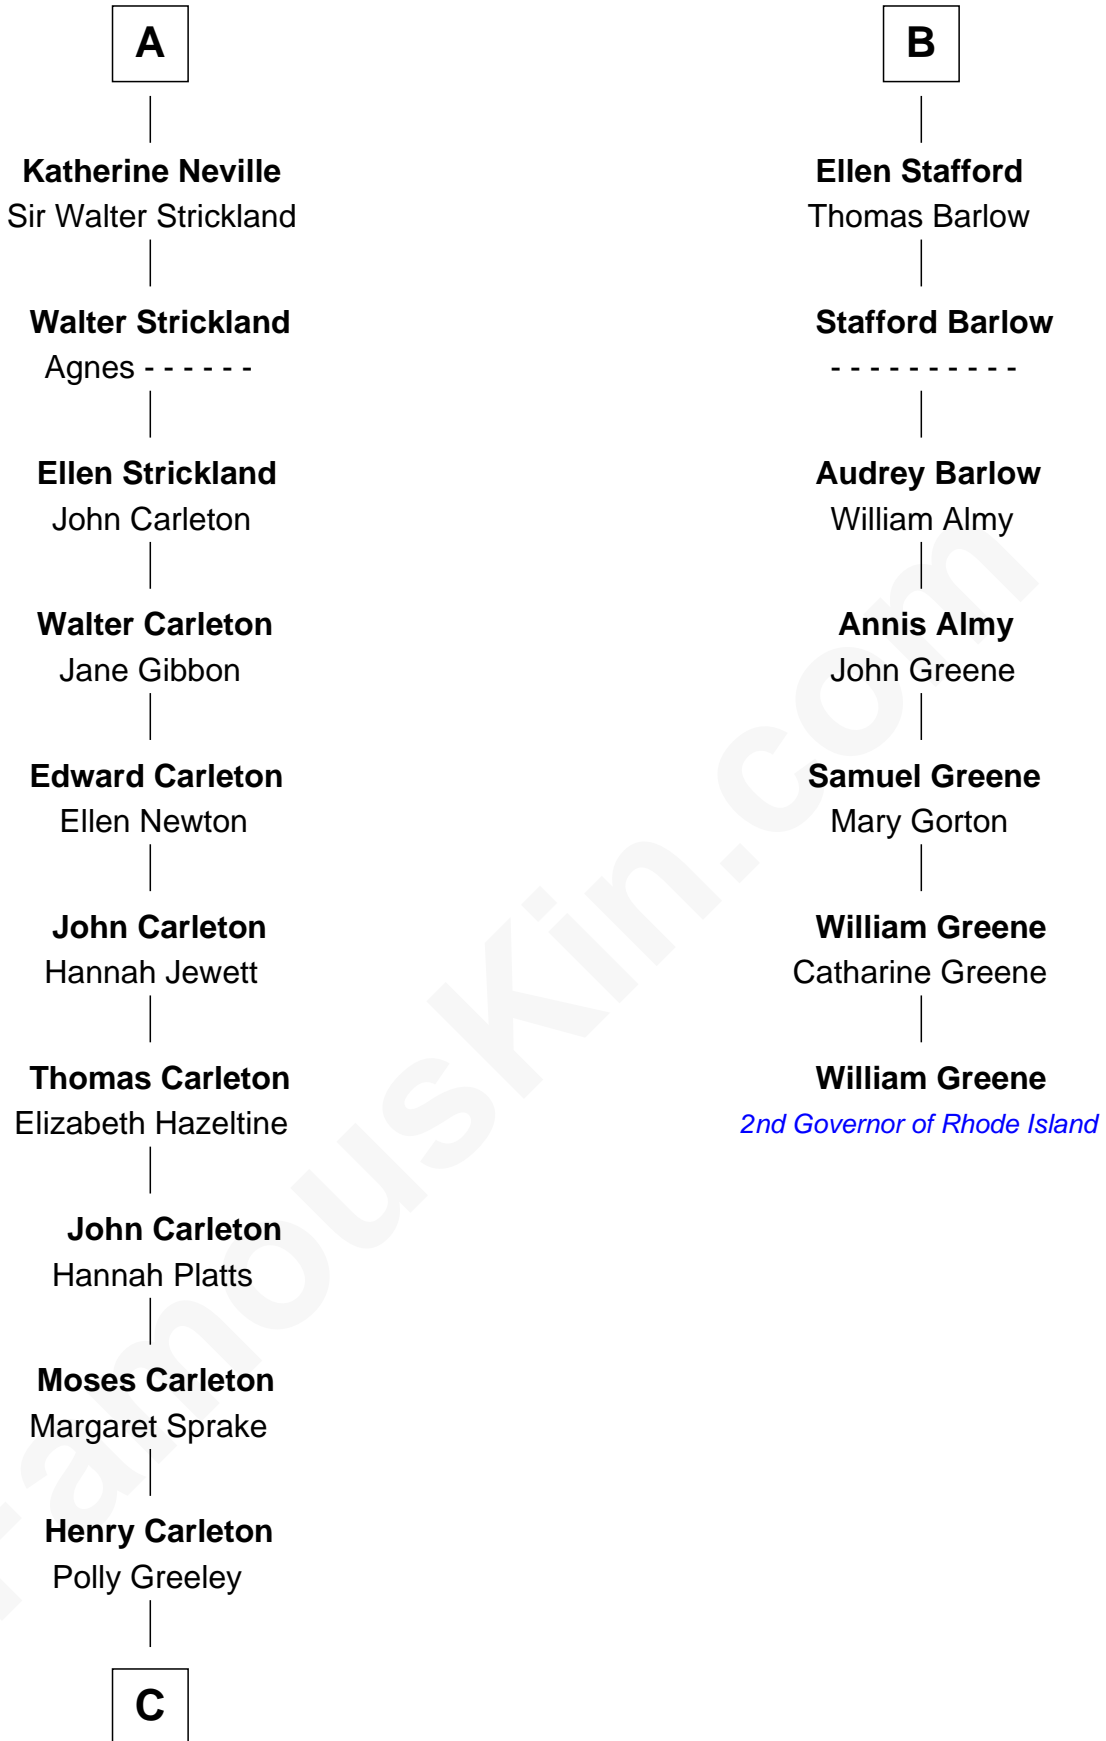 A
Katherine Neville
Sir Walter Strickland
Walter Strickland
Agnes - - - - - -
Ellen Strickland
John Carleton
Walter Carleton
Jane Gibbon
Edward Carleton
Ellen Newton
John Carleton
Hannah Jewett
Thomas Carleton
Elizabeth Hazeltine
John Carleton
Hannah Platts
Moses Carleton
Margaret Sprake
Henry Carleton
Polly Greeley
C
B
Ellen Stafford
Thomas Barlow
Stafford Barlow
- - - - - - - - - -
Audrey Barlow
William Almy
Annis Almy
John Greene
Samuel Greene
Mary Gorton
William Greene
Catharine Greene
William Greene
2nd Governor of Rhode Island
FamousKin.com